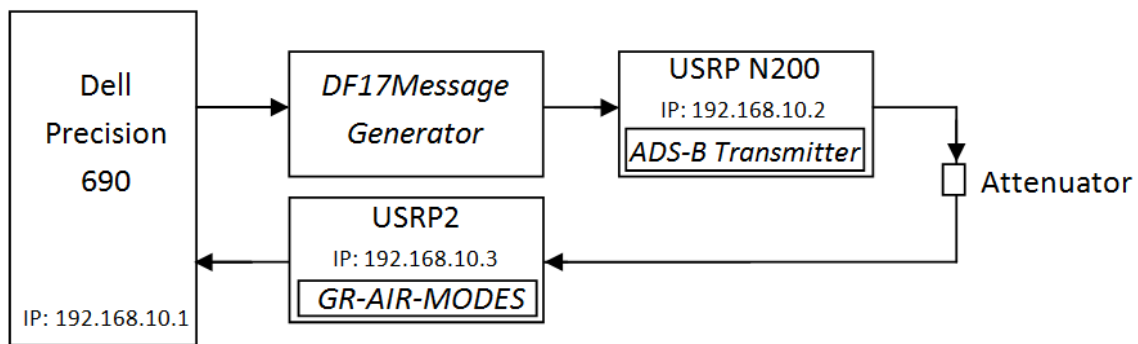 Dell
Precision
690
IP: 192.168.10.1
DF17Message
Generator
USRP N200
IP: 192.168.10.2
ADS-B Transmitter
Attenuator
USRP2
IP: 192.168.10.3
GR-AIR-MODES